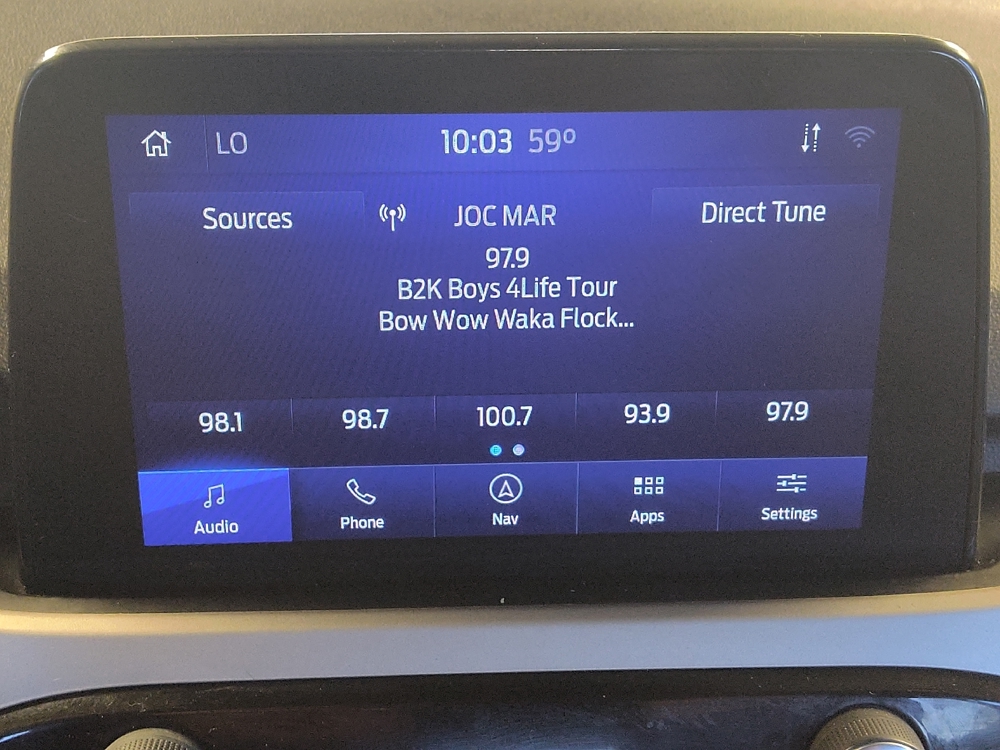 LO 10:03 59°
Sources JOC MAR Direct Tune
97.9
B2K Boys 4Life Tour
Bow Wow Waka Flock...
98.1 98.7 100.7 93.9 97.9
Audio Phone Nav Apps Settings